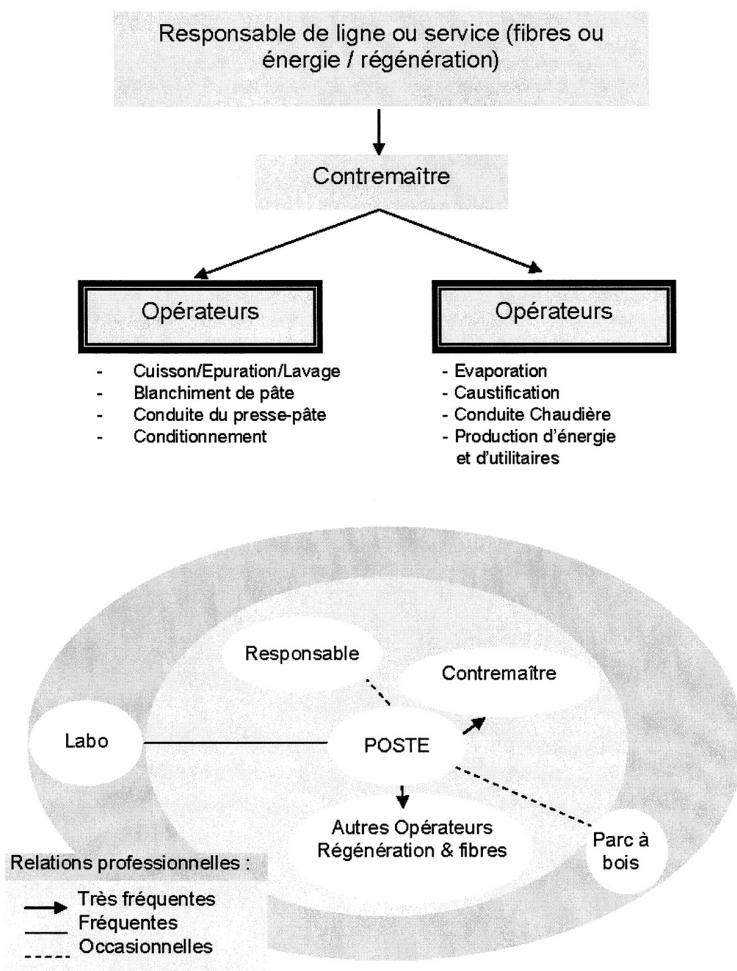 Responsable de ligne ou service (fibres ou
énergie / régénération)
Contremaître
Opérateurs
- Cuisson/Epuration/Lavage
- Blanchiment de pâte
- Conduite du presse-pâte
- Conditionnement
Opérateurs
- Evaporation
- Caustification
- Conduite Chaudière
- Production d'énergie
et d'utilitaires
Responsable
Contremaître
Labo
POSTE
Autres Opérateurs
Régénération & fibres
Parc à
bois
Relations professionnelles :
Très fréquentes
Fréquentes
Occasionnelles